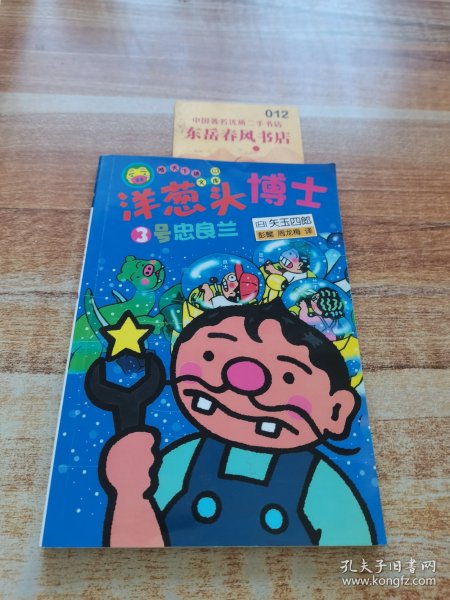 012
中国著名优质二手书店
东岳春风书店
洋葱头博士
3号忠良兰
[日]矢玉四郎
彭懿 周龙梅 译
孔夫子旧书网
www.kongfz.com